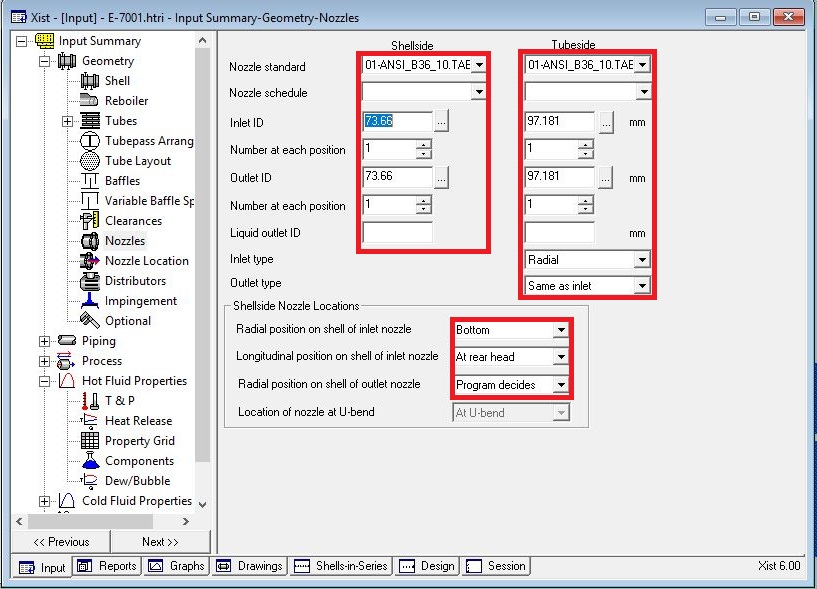 Xist - [Input] - E-7001.htri - Input Summary-Geometry-Nozzles
Input Summary
Geometry
Shell
Reboiler
Tubes
Tubepass Arrang
Tube Layout
Baffles
Variable Baffle Sp
Clearances
Nozzles
Nozzle Location
Distributors
Impingement
Optional
Piping
Process
Hot Fluid Properties
T & P
Heat Release
Property Grid
Components
Dew/Bubble
Cold Fluid Properties
<< Previous Next >>
Shellside Tubeside
Nozzle standard 01-ANSI_B36_10.TAB 01-ANSI_B36_10.TAB
Nozzle schedule
Inlet ID 73.66 ... 97.181 ... mm
Number at each position 1 1
Outlet ID 73.66 ... 97.181 ... mm
Number at each position 1 1
Liquid outlet ID mm
Inlet type Radial
Outlet type Same as inlet
Shellside Nozzle Locations
Radial position on shell of inlet nozzle Bottom
Longitudinal position on shell of inlet nozzle At rear head
Radial position on shell of outlet nozzle Program decides
Location of nozzle at U-bend At U-bend
Input Reports Graphs Drawings Shells-in-Series Design Session Xist 6.00